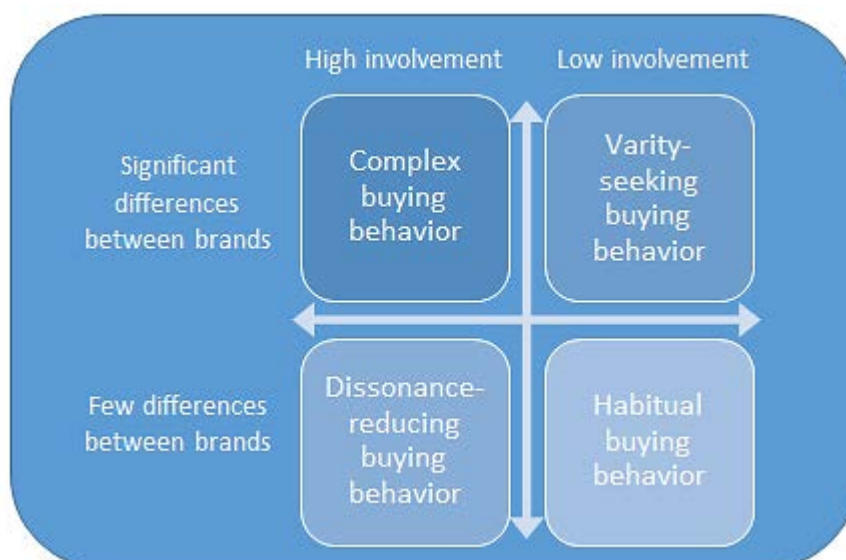 High involvement
Low involvement
Significant
differences
between brands
Complex
buying
behavior
Varity-
seeking
buying
behavior
Few differences
between brands
Dissonance-
reducing
buying
behavior
Habitual
buying
behavior